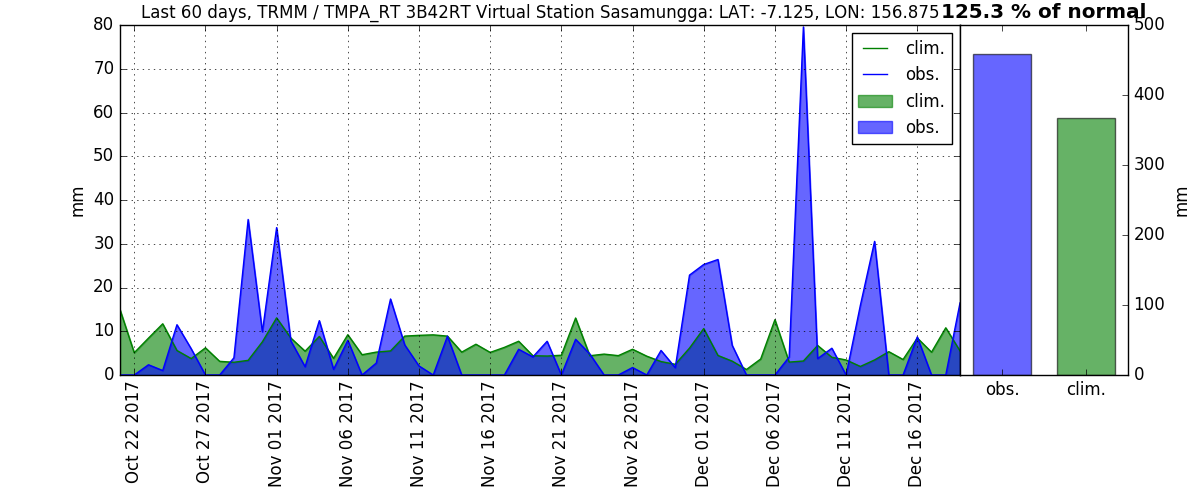 Last 60 days, TRMM / TMPA_RT 3B42RT Virtual Station Sasamungga: LAT: -7.125, LON: 156.875
125.3 % of normal
80
70
60
50
40
30
20
10
0
mm
clim.
obs.
clim.
obs.
Oct 22 2017
Oct 27 2017
Nov 01 2017
Nov 06 2017
Nov 11 2017
Nov 16 2017
Nov 21 2017
Nov 26 2017
Dec 01 2017
Dec 06 2017
Dec 11 2017
Dec 16 2017
500
400
300
200
100
0
mm
obs.
clim.